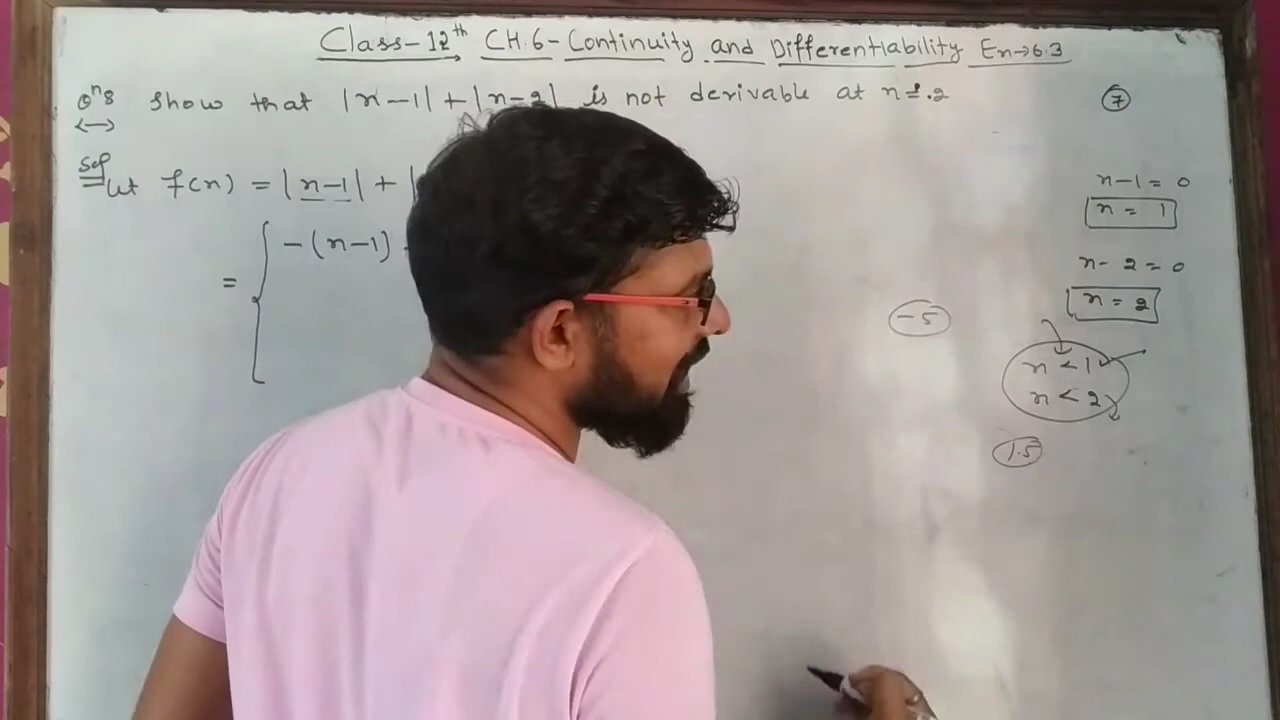 Class-12th CH.6-Continuity and Differentiability Ex→6.3
Qn8 Show that |x-1|+|x-2| is not derivable at x=.2
7
Sol
Let f(x) = |x-1| + |
= { -(x-1)
x-1=0
x= 1
x-2=0
x=2
-5
x<1
x<2
1.5